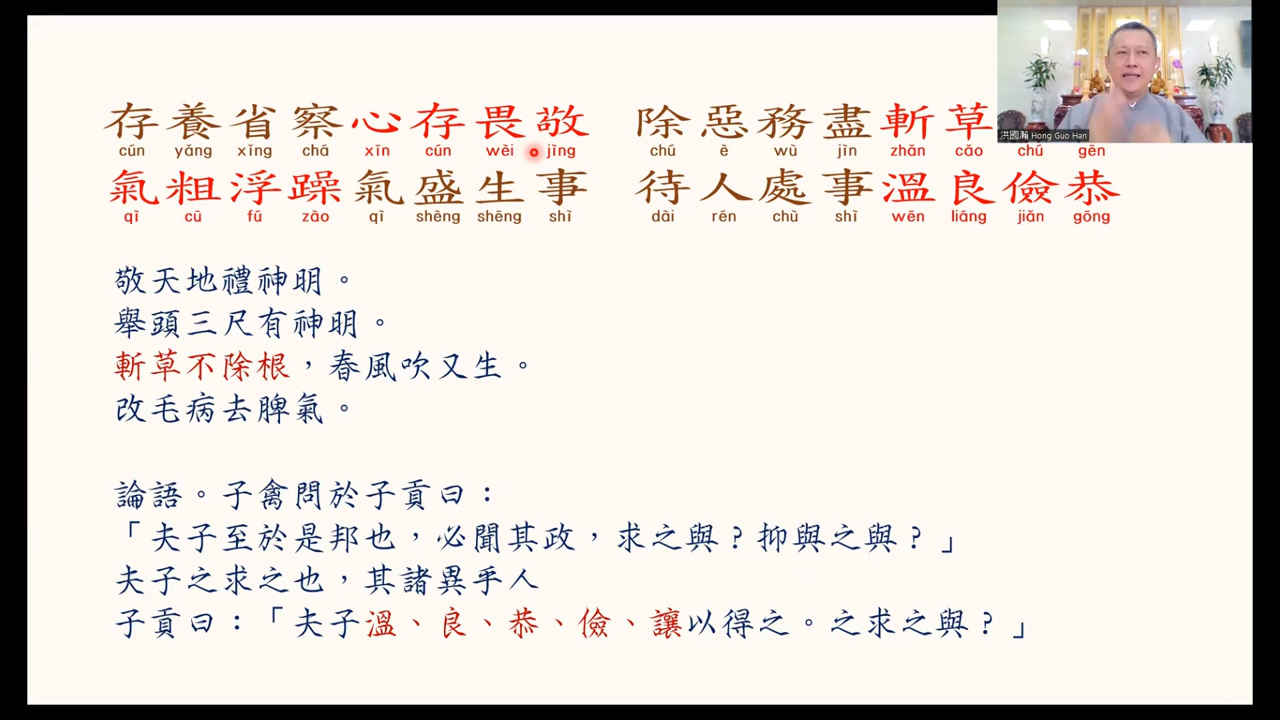 存養省察心存畏敬 除惡務盡斬草
cún yǎng xǐng chá xīn cún wèi jìng chú è wù jìn zhǎn cǎo chú gēn
氣粗浮躁氣盛生事 待人處事溫良儉恭
qì cū fú zào qì shèng shēng shì dài rén chù shì wēn liáng jiǎn gōng
敬天地禮神明。
舉頭三尺有神明。
斬草不除根，春風吹又生。
改毛病去脾氣。
論語。子禽問於子貢曰：
「夫子至於是邦也，必聞其政，求之與？抑與之與？」
夫子之求之也，其諸異乎人
子貢曰：「夫子溫、良、恭、儉、讓以得之。之求之與？」
洪國瀚 Hong Guo Han